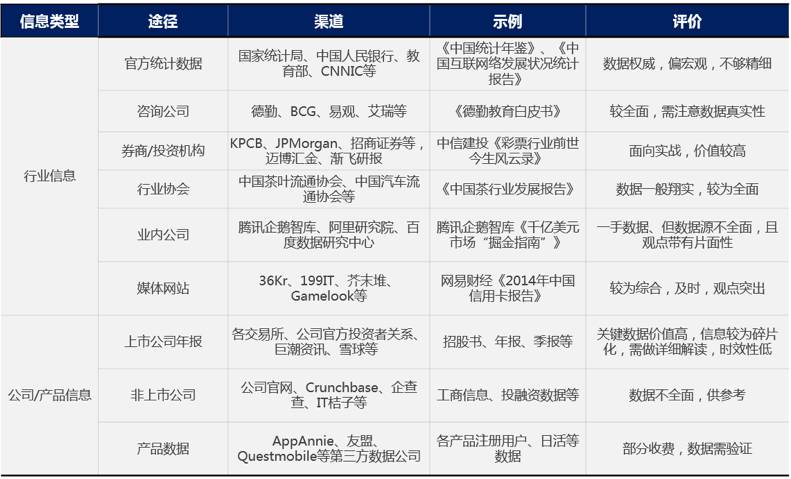 信息类型 途径 渠道 示例 评价
行业信息
官方统计数据
国家统计局、中国人民银行、教
育部、CNNIC等
《中国统计年鉴》、《中
国互联网络发展状况统计
报告》
数据权威，偏宏观，不够精细
咨询公司
德勤、BCG、易观、艾瑞等
《德勤教育白皮书》
较全面，需注意数据真实性
券商/投资机构
KPCB、JPMorgan、招商证券等，
迈博汇金、渐飞研报
中信建投《彩票行业前世
今生风云录》
面向实战，价值较高
行业协会
中国茶叶流通协会、中国汽车流
通协会等
《中国茶行业发展报告》
数据一般翔实，较为全面
业内公司
腾讯企鹅智库、阿里研究院、百
度数据研究中心
腾讯企鹅智库《千亿美元
市场“掘金指南”》
一手数据、但数据源不全面，且
观点带有片面性
媒体网站
36Kr、199IT、芥末堆、
Gamelook等
网易财经《2014年中国
信用卡报告》
较为综合，及时，观点突出
公司/产品信息
上市公司年报
各交易所、公司官方投资者关系、
巨潮资讯、雪球等
招股书、年报、季报等
关键数据价值高，信息较为碎片
化，需做详细解读，时效性低
非上市公司
公司官网、Crunchbase、企查
查、IT桔子等
工商信息、投融资数据等
数据不全面，供参考
产品数据
AppAnnie、友盟、
Questmobile等第三方数据公司
各产品注册用户、日活等
数据
部分收费，数据需验证